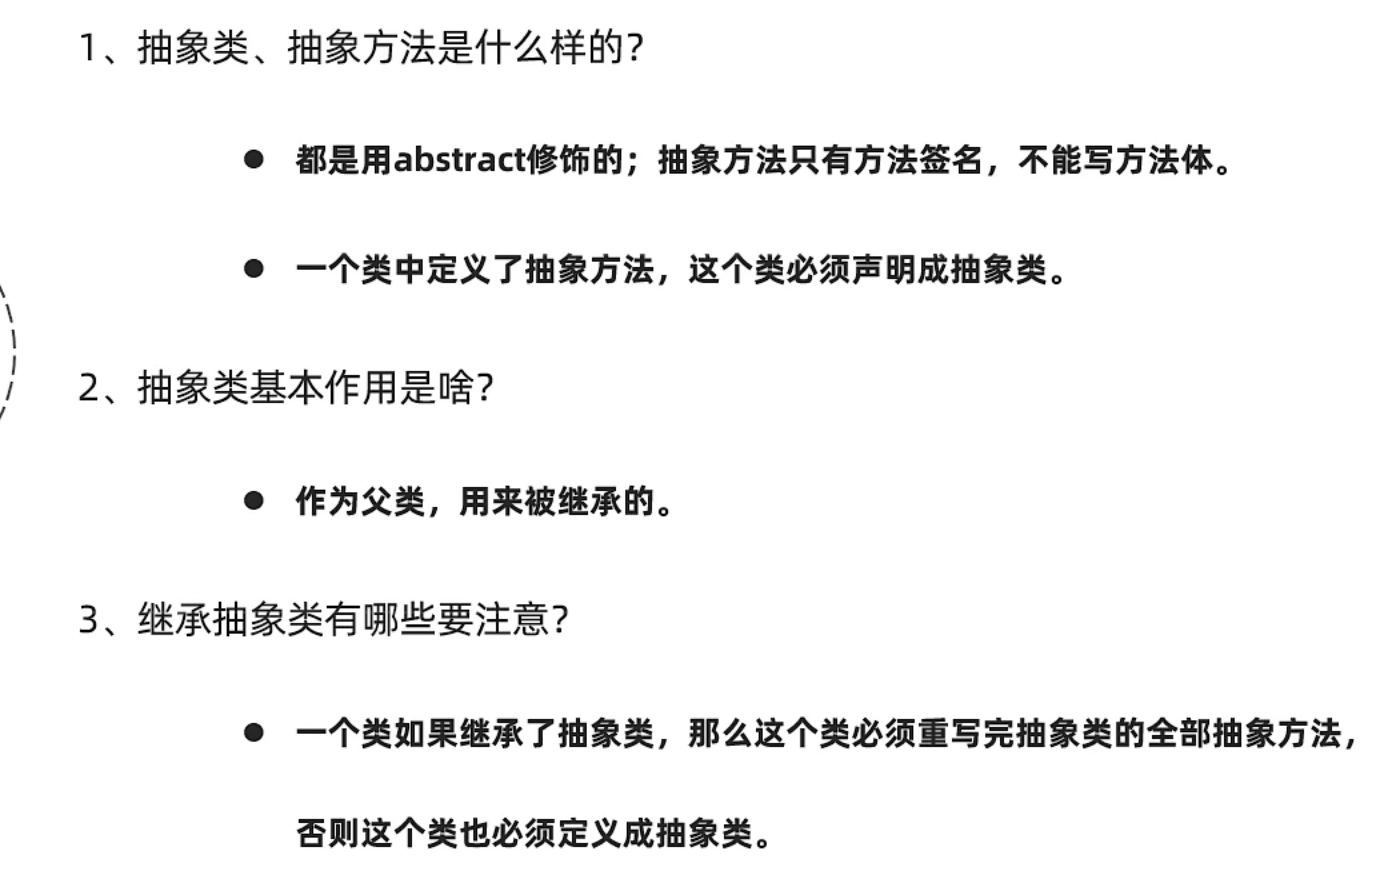 1、抽象类、抽象方法是什么样的？
● 都是用abstract修饰的；抽象方法只有方法签名，不能写方法体。
● 一个类中定义了抽象方法，这个类必须声明成抽象类。
2、抽象类基本作用是啥？
● 作为父类，用来被继承的。
3、继承抽象类有哪些要注意？
● 一个类如果继承了抽象类，那么这个类必须重写完抽象类的全部抽象方法，
否则这个类也必须定义成抽象类。